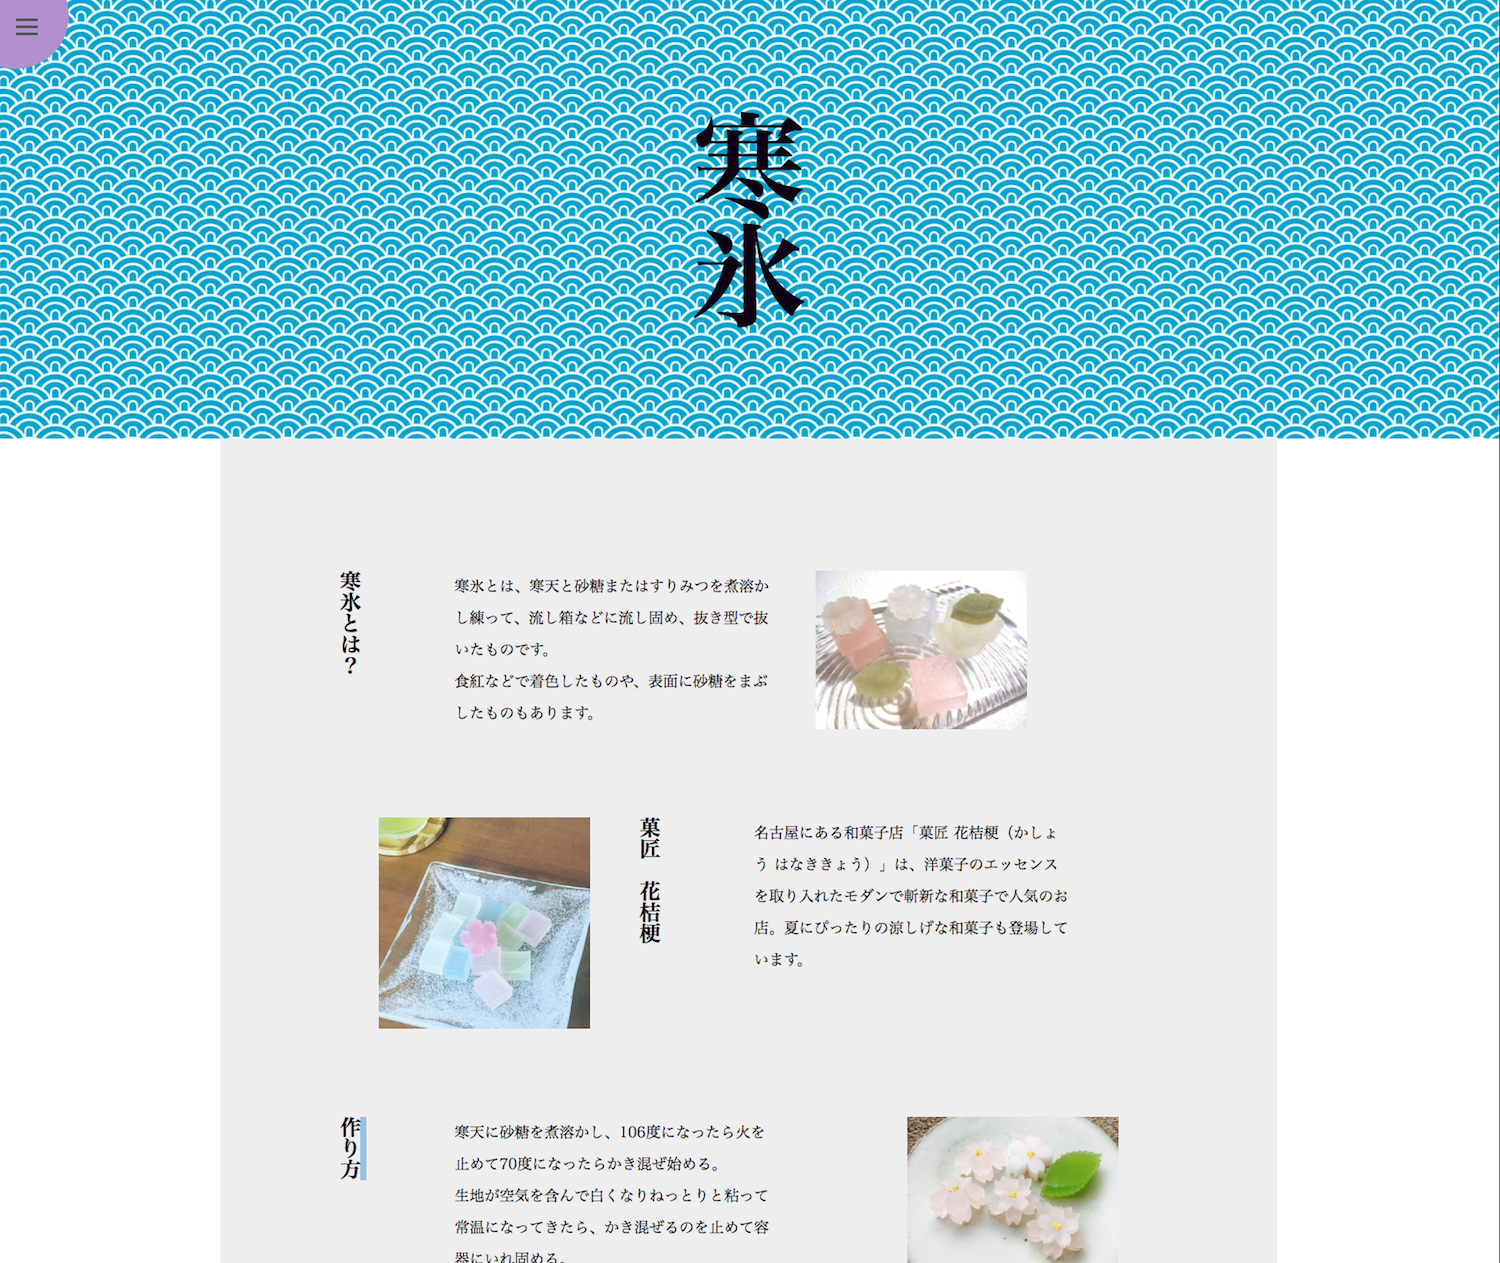 寒氷
寒氷とは？
寒氷とは、寒天と砂糖またはすりみつを煮溶か
し練って、流し箱などに流し固め、抜き型で抜
いたものです。
食紅などで着色したものや、表面に砂糖をまぶ
したものもあります。
菓匠　花桔梗
名古屋にある和菓子店「菓匠 花桔梗（かしょ
う はなききょう）」は、洋菓子のエッセンス
を取り入れたモダンで斬新な和菓子で人気のお
店。夏にぴったりの涼しげな和菓子も登場して
います。
作り方
寒天に砂糖を煮溶かし、106度になったら火を
止めて70度になったらかき混ぜ始める。
生地が空気を含んで白くなりねっとりと粘って
常温になってきたら、かき混ぜるのを止めて容
器にいれ固める。